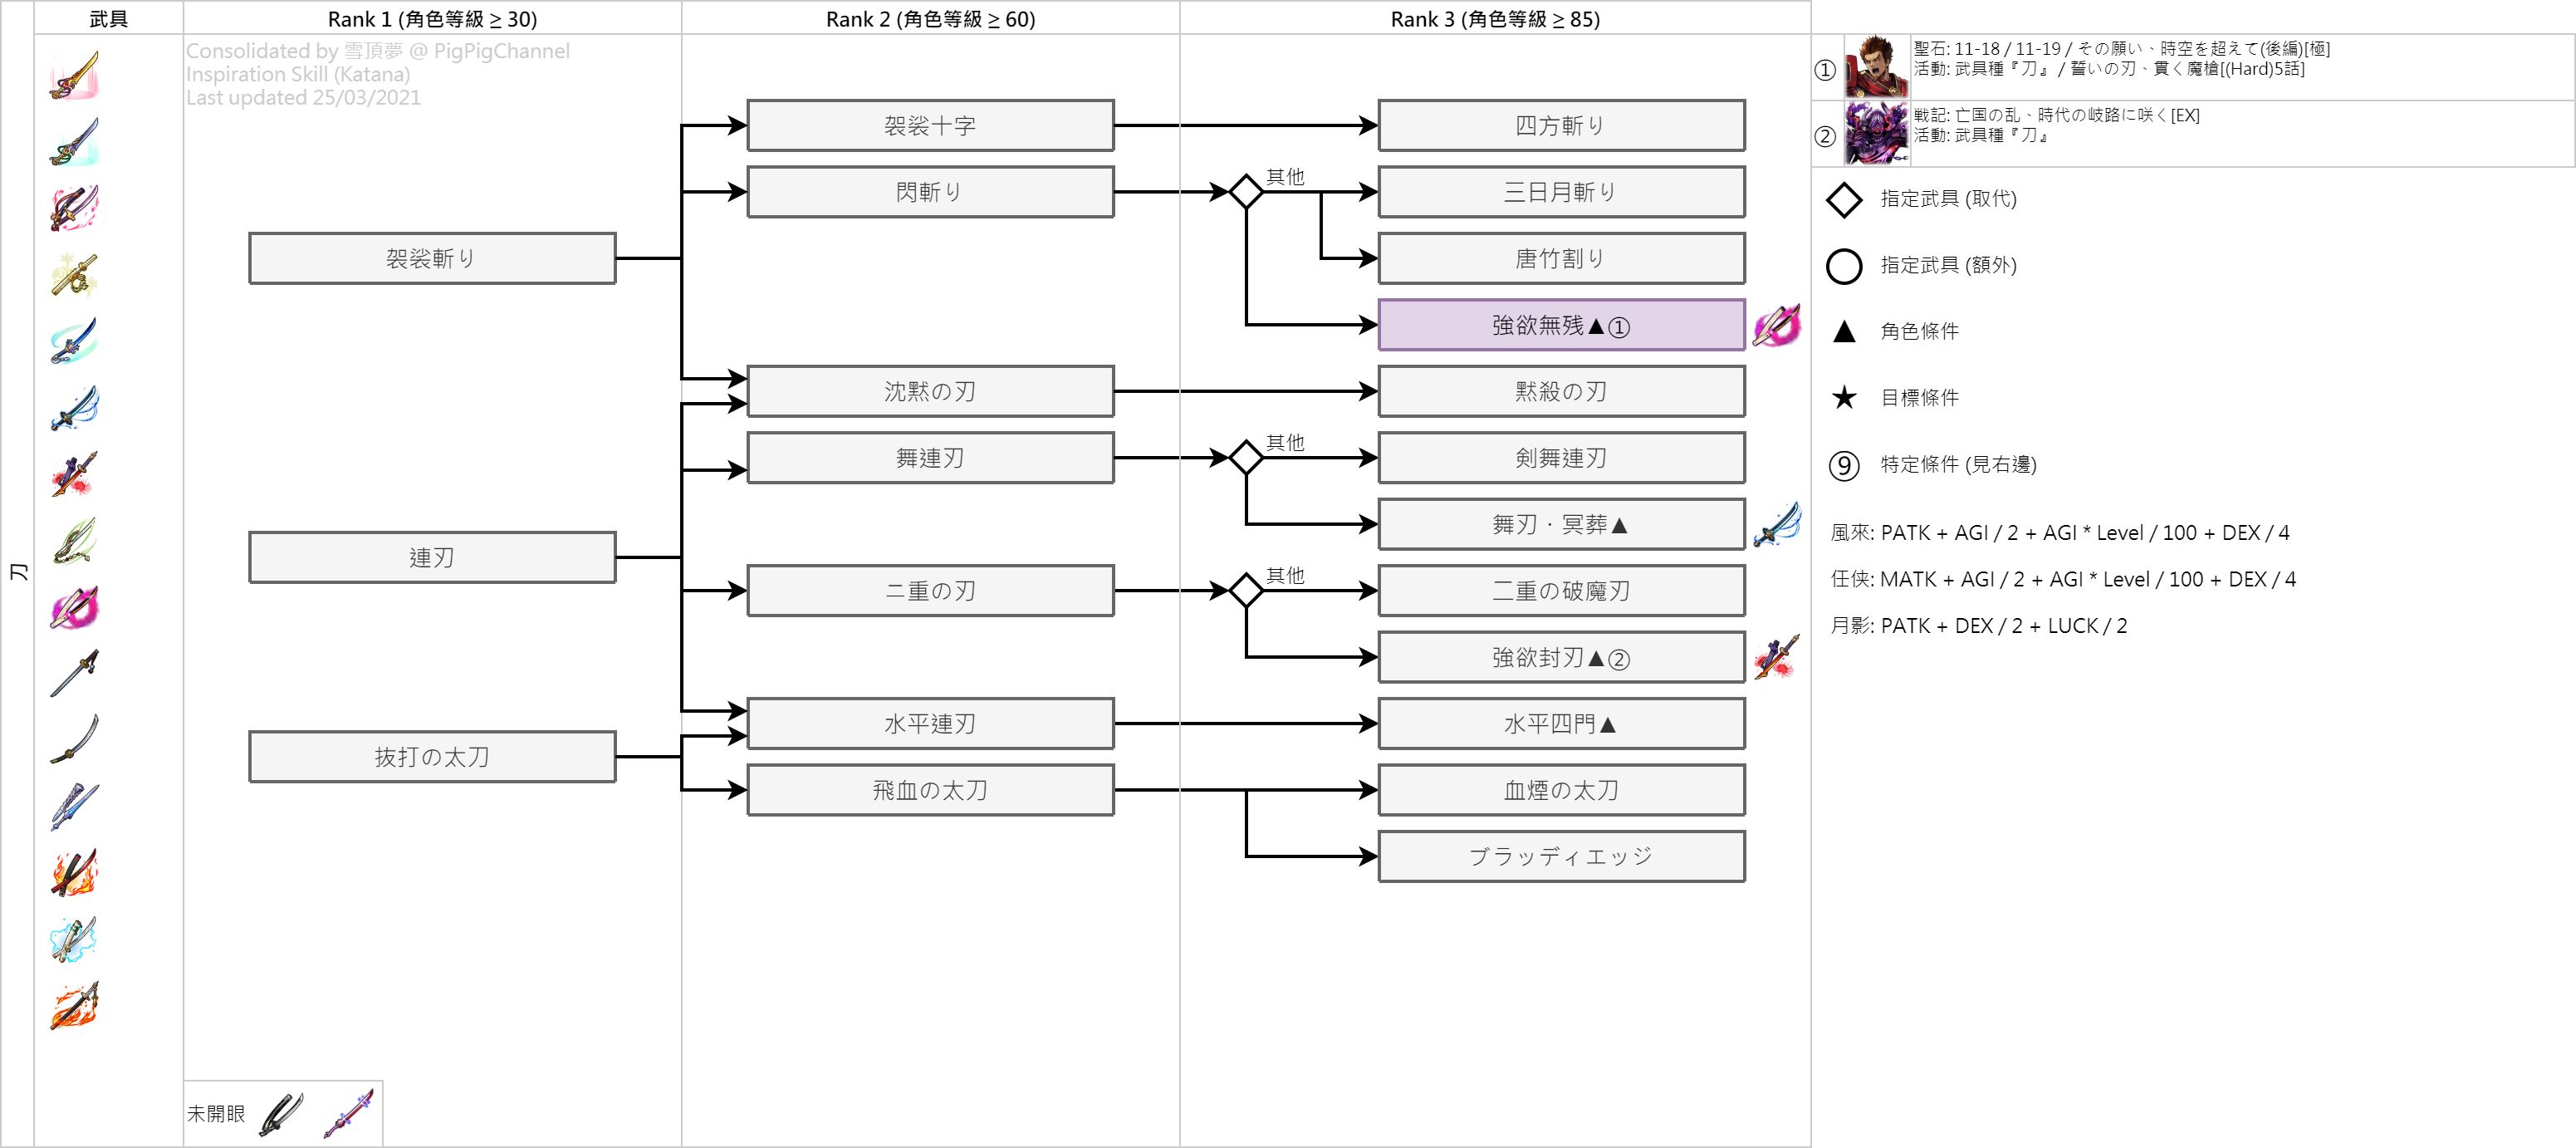 武具
Rank 1 (角色等級 ≥ 30)
Rank 2 (角色等級 ≥ 60)
Rank 3 (角色等級 ≥ 85)
Consolidated by 雪頂夢 @ PigPigChannel
Inspiration Skill (Katana)
Last updated 25/03/2021
刀
袈裟斬り
連刃
抜打の太刀
袈裟十字
閃斬り
沈黙の刃
舞連刃
二重の刃
水平連刃
飛血の太刀
其他
其他
其他
四方斬り
三日月斬り
唐竹割り
強欲無残▲①
黙殺の刃
剣舞連刃
舞刃・冥葬▲
二重の破魔刃
強欲封刃▲②
水平四門▲
血煙の太刀
ブラッディエッジ
未開眼
①
聖石: 11-18 / 11-19 / その願い、時空を超えて(後編)[極]
活動: 武具種『刀』 / 誓いの刃、貫く魔槍[(Hard)5話]
②
戦記: 亡国の乱、時代の岐路に咲く[EX]
活動: 武具種『刀』
指定武具 (取代)
指定武具 (額外)
▲ 角色條件
★ 目標條件
⑨ 特定條件 (見右邊)
風來: PATK + AGI / 2 + AGI * Level / 100 + DEX / 4
任侠: MATK + AGI / 2 + AGI * Level / 100 + DEX / 4
月影: PATK + DEX / 2 + LUCK / 2